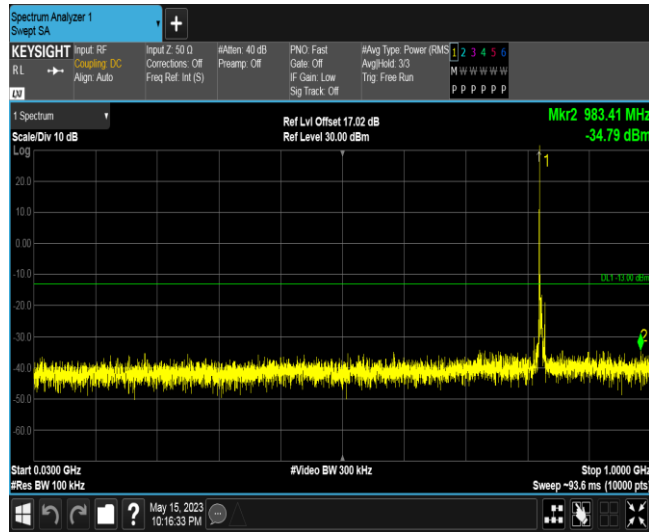 Spectrum Analyzer 1
Swept SA
+
KEYSIGHT
RL
LXI
Input: RF
Coupling: DC
Align: Auto
Input Z: 50 Ω
Corrections: Off
Freq Ref: Int (S)
#Atten: 40 dB
Preamp: Off
PNO: Fast
Gate: Off
IF Gain: Low
Sig Track: Off
#Avg Type: Power (RMS
Avg|Hold: 3/3
Trig: Free Run
1 2 3 4 5 6
M W W W W W
P P P P P P
1 Spectrum
Scale/Div 10 dB
Log
Ref Lvl Offset 17.02 dB
Ref Level 30.00 dBm
Mkr2 983.41 MHz
-34.79 dBm
1
20.0
10.0
0.00
-10.0
DL1 -13.00 dBm
-20.0
-30.0
2
-40.0
-50.0
-60.0
Start 0.0300 GHz
#Res BW 100 kHz
#Video BW 300 kHz
Stop 1.0000 GHz
Sweep ~93.6 ms (10000 pts)
?
May 15, 2023
10:16:33 PM